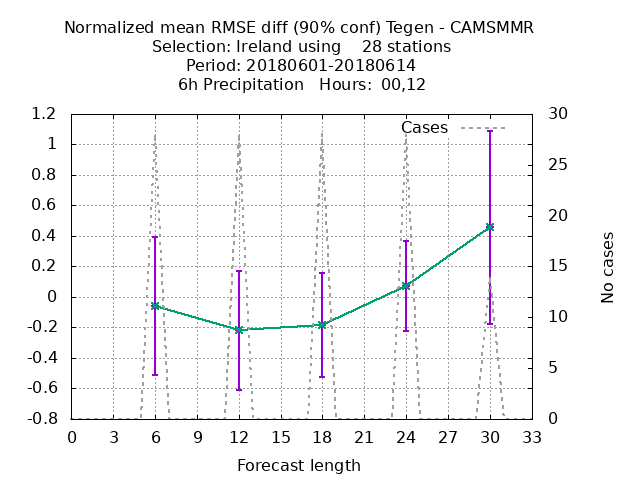 Normalized mean RMSE diff (90% conf) Tegen - CAMSMMR
Selection: Ireland using 28 stations
Period: 20180601-20180614
6h Precipitation Hours: 00,12
Cases
1.2
1
0.8
0.6
0.4
0.2
0
-0.2
-0.4
-0.6
-0.8
30
25
20
15
10
5
0
No cases
0 3 6 9 12 15 18 21 24 27 30 33
Forecast length